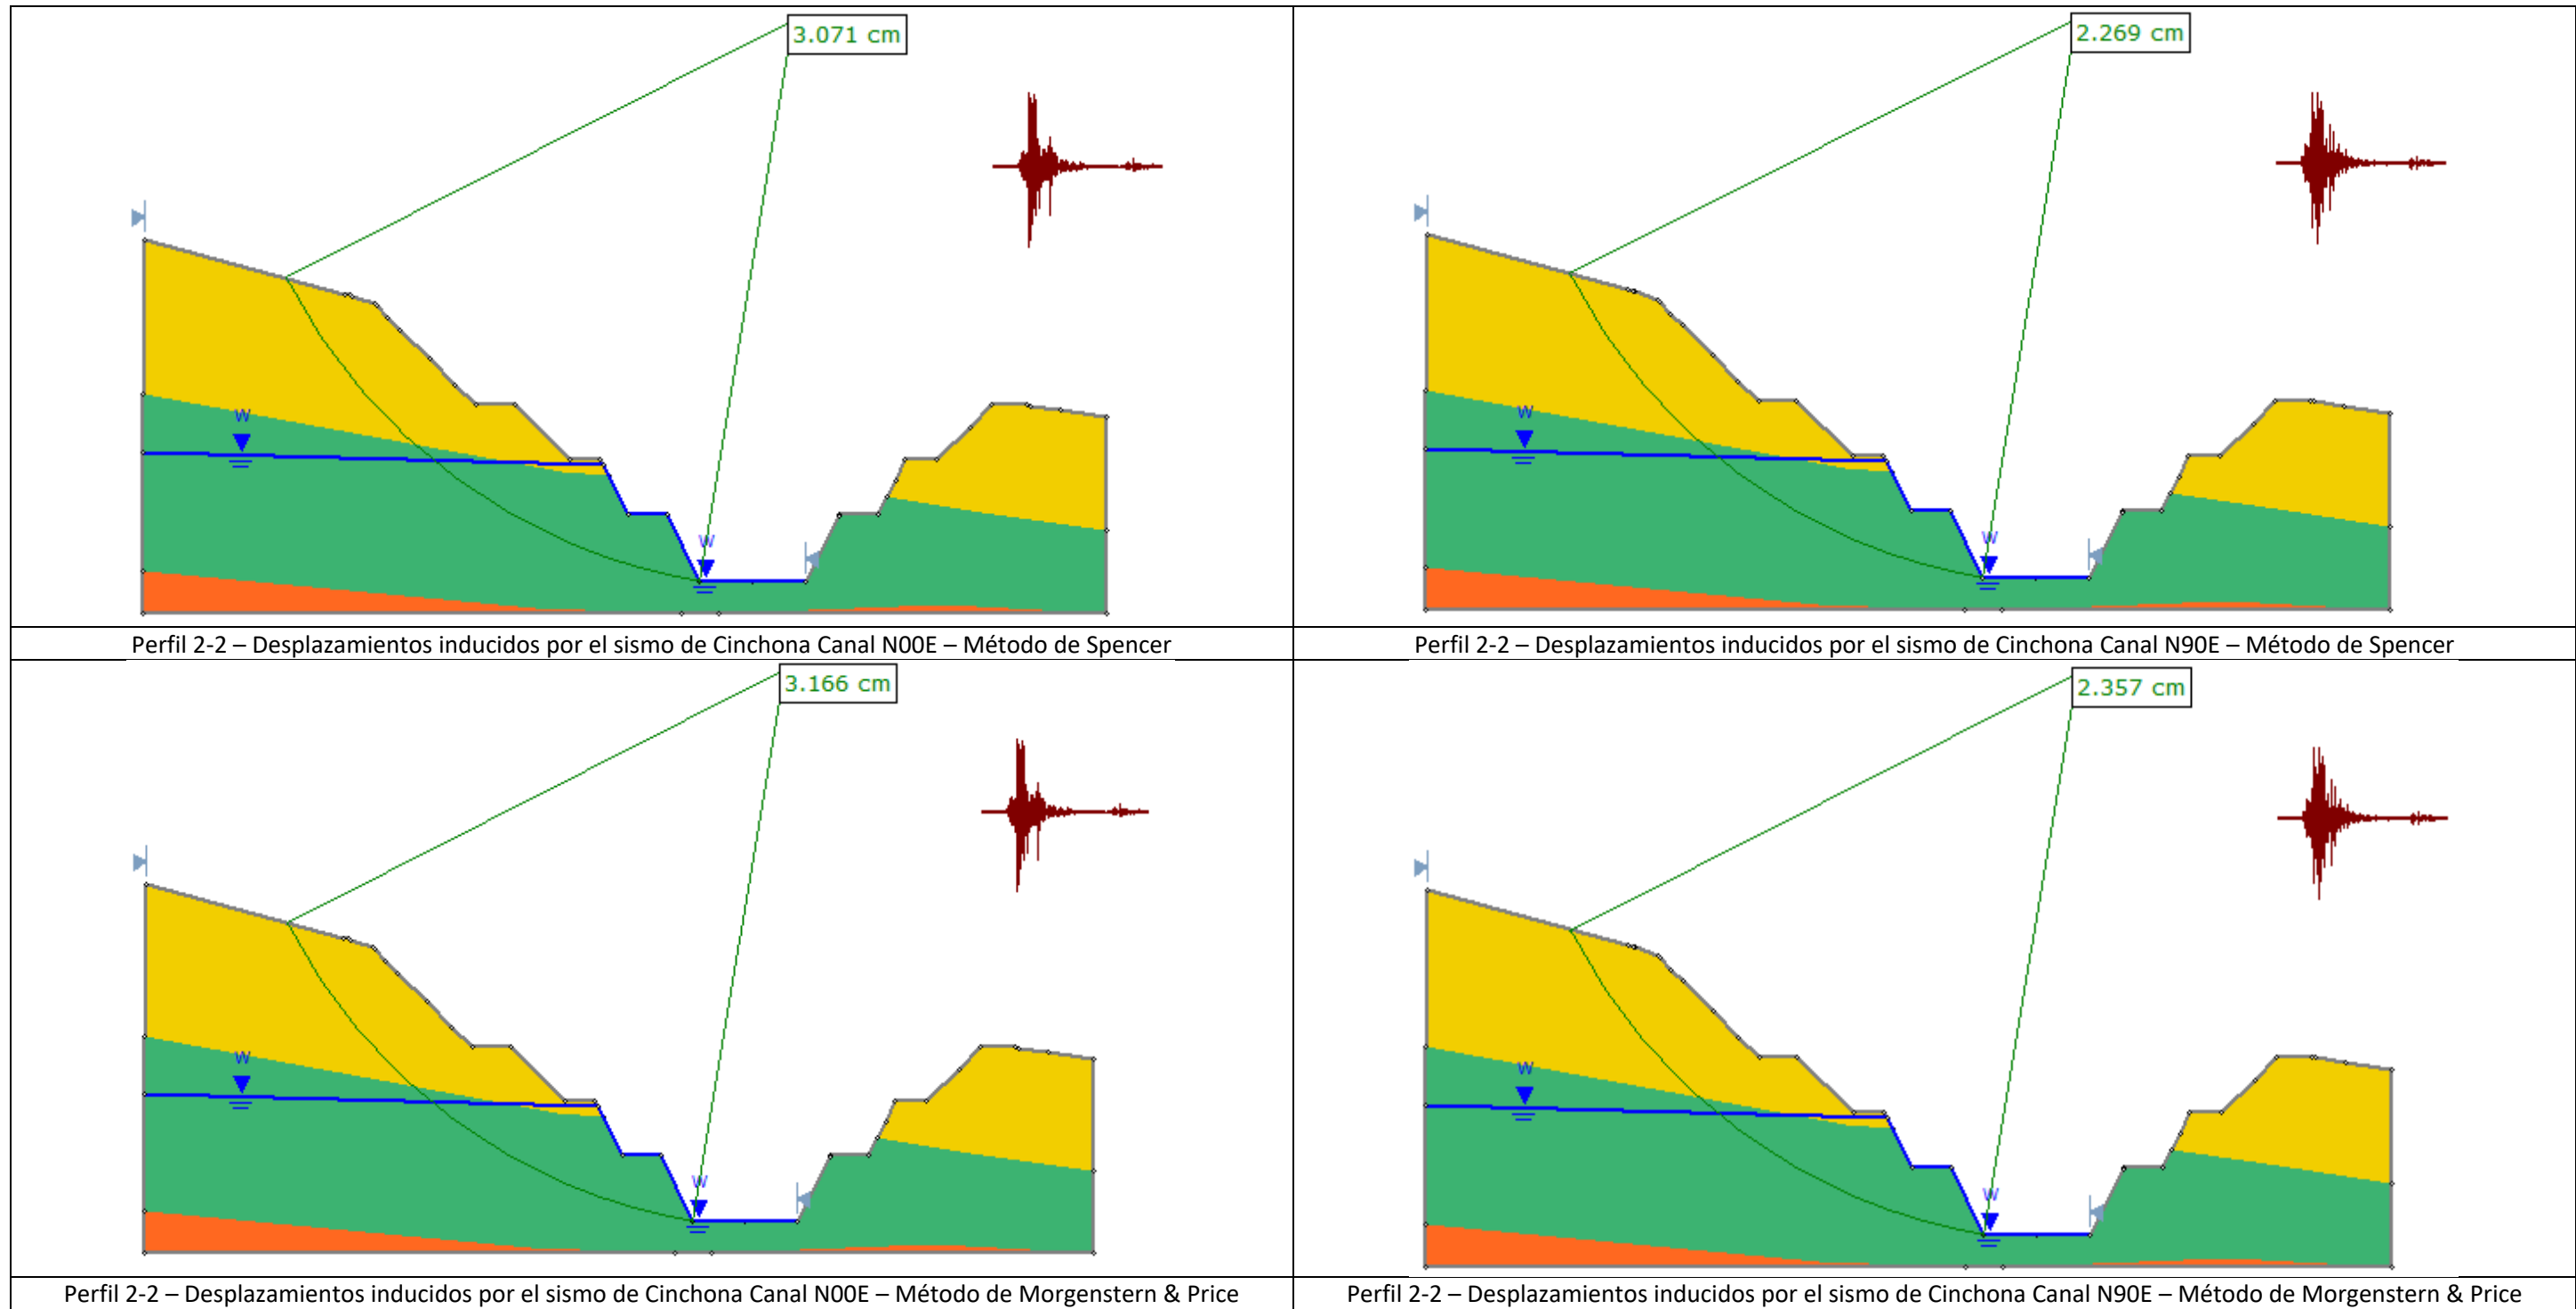 3.071 cm
W
W
Perfil 2-2 – Desplazamientos inducidos por el sismo de Cinchona Canal N00E – Método de Spencer
2.269 cm
W
W
Perfil 2-2 – Desplazamientos inducidos por el sismo de Cinchona Canal N90E – Método de Spencer
3.166 cm
W
W
Perfil 2-2 – Desplazamientos inducidos por el sismo de Cinchona Canal N00E – Método de Morgenstern & Price
2.357 cm
W
W
Perfil 2-2 – Desplazamientos inducidos por el sismo de Cinchona Canal N90E – Método de Morgenstern & Price